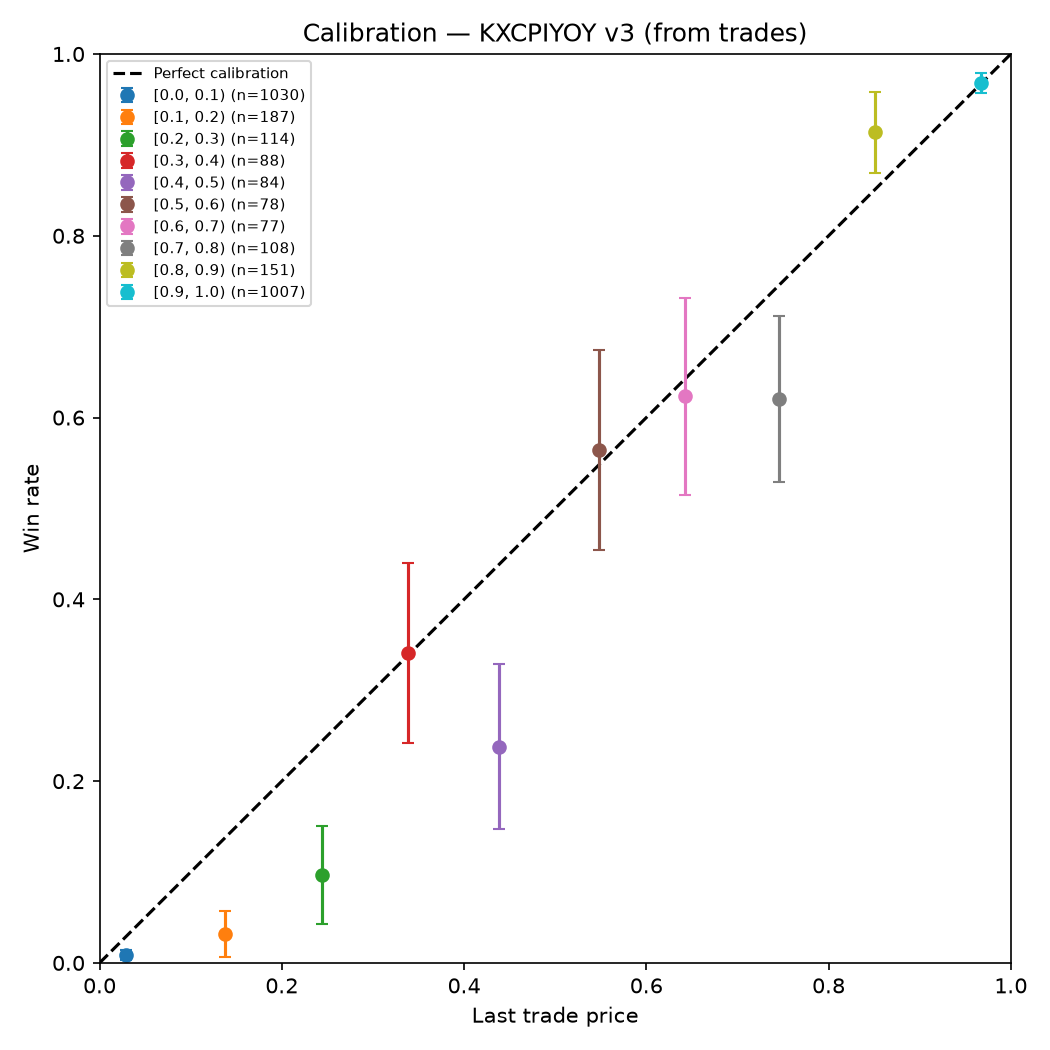 Calibration — KXCPIYOY v3 (from trades)
Perfect calibration
[0.0, 0.1) (n=1030)
[0.1, 0.2) (n=187)
[0.2, 0.3) (n=114)
[0.3, 0.4) (n=88)
[0.4, 0.5) (n=84)
[0.5, 0.6) (n=78)
[0.6, 0.7) (n=77)
[0.7, 0.8) (n=108)
[0.8, 0.9) (n=151)
[0.9, 1.0) (n=1007)
1.0
0.8
0.6
0.4
0.2
0.0
Win rate
0.0 0.2 0.4 0.6 0.8 1.0
Last trade price